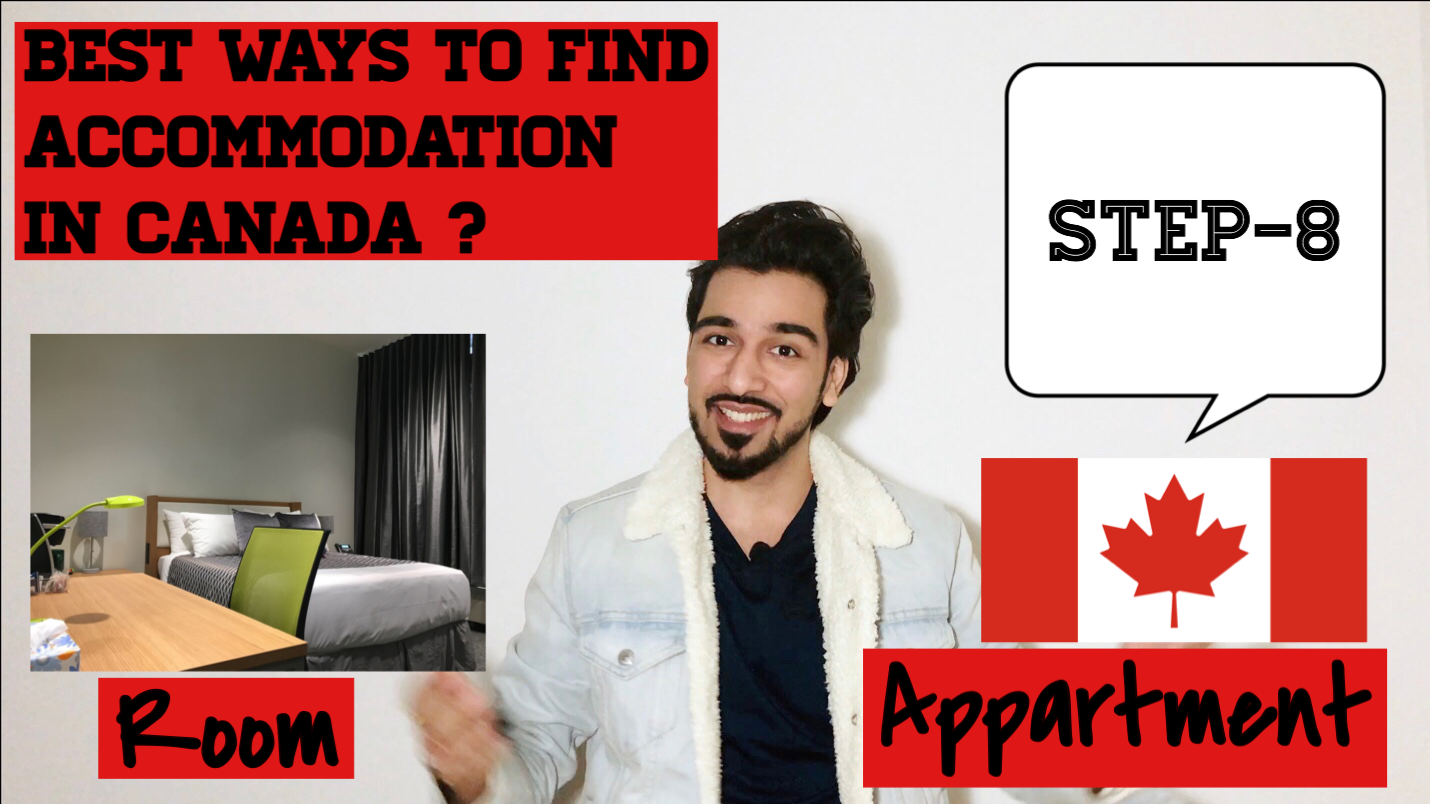 BEST WAYS TO FIND
ACCOMMODATION
IN CANADA ?
STEP-8
Room
Appartment